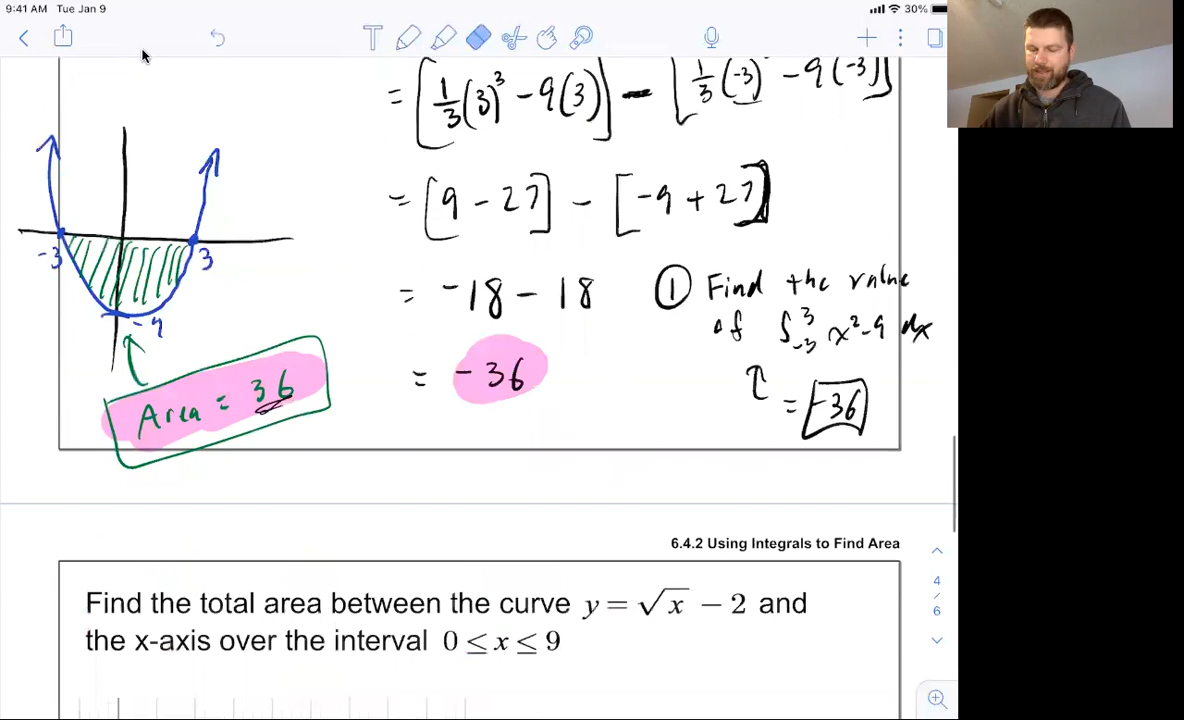 9:41 AM Tue Jan 9
30%
= [1/3(3)³ - 9(3)] - [1/3(-3) - 9(-3)]
= [9 - 27] - [-9 + 27]
-3
3
-9
= -18 - 18
① Find the value
of ∫₋₃³ x²-9 dx
Area = 36
= -36
= -36
6.4.2 Using Integrals to Find Area
4
/
6
Find the total area between the curve y = √x − 2 and
the x-axis over the interval 0 ≤ x ≤ 9